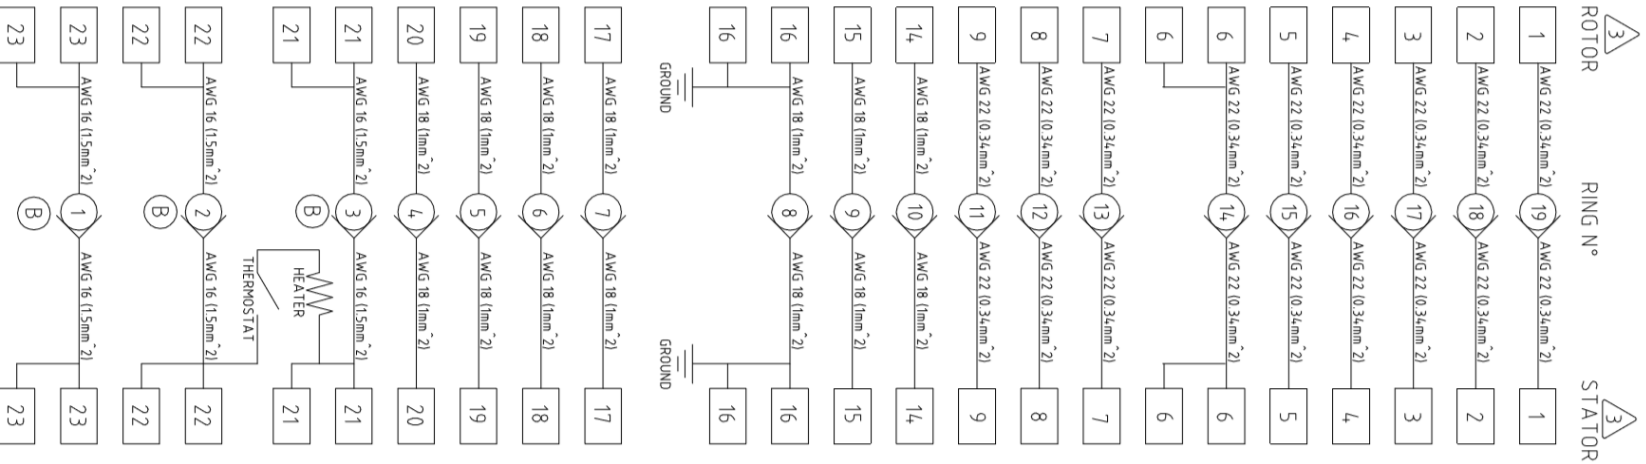 3 3
ROTOR RING N° STATOR
1 AWG 22 (0.34mm^2) 19 AWG 22 (0.34mm^2) 1
2 AWG 22 (0.34mm^2) 18 AWG 22 (0.34mm^2) 2
3 AWG 22 (0.34mm^2) 17 AWG 22 (0.34mm^2) 3
4 AWG 22 (0.34mm^2) 16 AWG 22 (0.34mm^2) 4
5 AWG 22 (0.34mm^2) 15 AWG 22 (0.34mm^2) 5
6 AWG 22 (0.34mm^2) 14 AWG 22 (0.34mm^2) 6
6 6
7 AWG 22 (0.34mm^2) 13 AWG 22 (0.34mm^2) 7
8 AWG 22 (0.34mm^2) 12 AWG 22 (0.34mm^2) 8
9 AWG 22 (0.34mm^2) 11 AWG 22 (0.34mm^2) 9
14 AWG 18 (1mm^2) 10 AWG 18 (1mm^2) 14
15 AWG 18 (1mm^2) 9 AWG 18 (1mm^2) 15
16 AWG 18 (1mm^2) 8 AWG 18 (1mm^2) 16
16 16
GROUND GROUND
17 AWG 18 (1mm^2) 7 AWG 18 (1mm^2) 17
18 AWG 18 (1mm^2) 6 AWG 18 (1mm^2) 18
19 AWG 18 (1mm^2) 5 AWG 18 (1mm^2) 19
20 AWG 18 (1mm^2) 4 AWG 18 (1mm^2) 20
21 AWG 16 (1.5mm^2) 3 AWG 16 (1.5mm^2) 21
21 B HEATER 21
THERMOSTAT
22 AWG 16 (1.5mm^2) 2 AWG 16 (1.5mm^2) 22
22 B 22
23 AWG 16 (1.5mm^2) 1 AWG 16 (1.5mm^2) 23
23 B 23